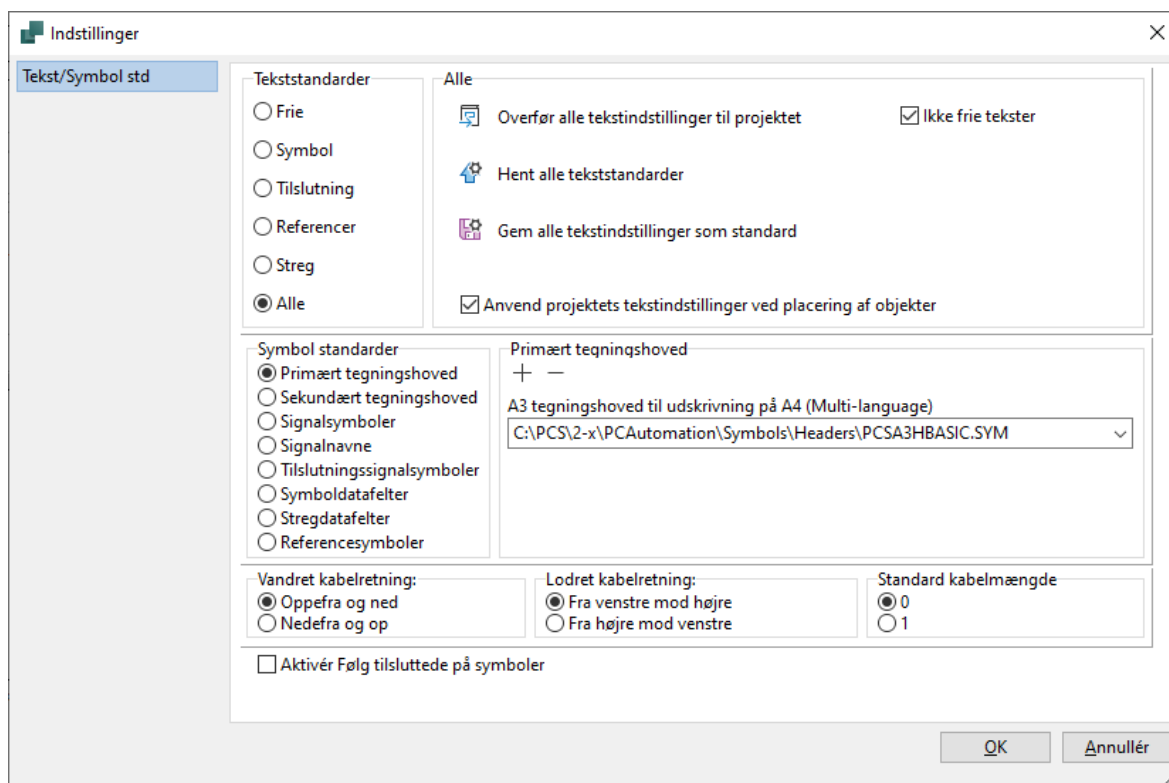 Indstillinger
Tekst/Symbol std
Tekststandarder
Frie
Symbol
Tilslutning
Referencer
Streg
Alle
Alle
Overfør alle tekstindstillinger til projektet
Ikke frie tekster
Hent alle tekststandarder
Gem alle tekstindstillinger som standard
Anvend projektets tekstindstillinger ved placering af objekter
Symbol standarder
Primært tegningshoved
Sekundært tegningshoved
Signalsymboler
Signalnavne
Tilslutningssignalsymboler
Symboldatafelter
Stregdatafelter
Referencesymboler
Primært tegningshoved
A3 tegningshoved til udskrivning på A4 (Multi-language)
C:\PCS\2-x\PCAutomation\Symbols\Headers\PCSA3HBASIC.SYM
Vandret kabelretning:
Oppefra og ned
Nedefra og op
Lodret kabelretning:
Fra venstre mod højre
Fra højre mod venstre
Standard kabelmængde
0
1
Aktivér Følg tilsluttede på symboler
OK
Annullér